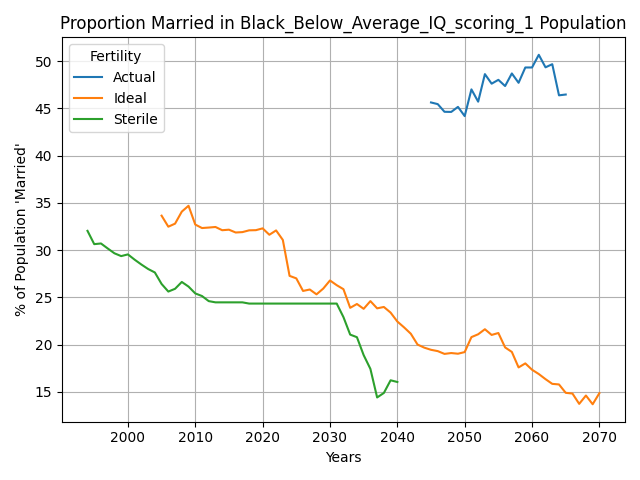 Proportion Married in Black_Below_Average_IQ_scoring_1 Population
Fertility
Actual
Ideal
Sterile
% of Population 'Married'
50
45
40
35
30
25
20
15
2000 2010 2020 2030 2040 2050 2060 2070
Years